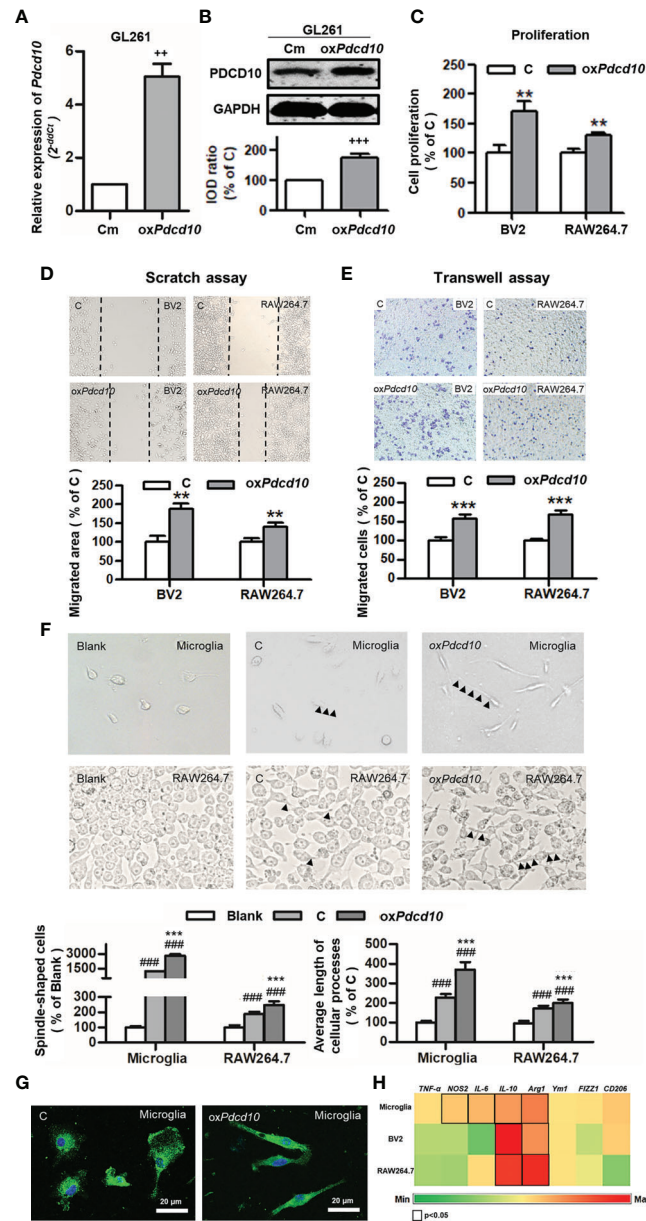 A
GL261
Relative expression of Pdcd10
(2-ddCt)
6
4
2
0
++
Cm
oxPdcd10
B
GL261
Cm
oxPdcd10
PDCD10
GAPDH
IOD ratio
(% of C)
200
100
0
+++
Cm
oxPdcd10
C
Proliferation
C
oxPdcd10
Cell proliferation
( % of C )
250
200
150
100
50
0
**
**
BV2
RAW264.7
D
Scratch assay
C
BV2
C
RAW264.7
oxPdcd10
BV2
oxPdcd10
RAW264.7
C
oxPdcd10
Migrated area ( % of C )
250
200
150
100
50
0
**
**
BV2
RAW264.7
E
Transwell assay
C
BV2
C
RAW264.7
oxPdcd10
BV2
oxPdcd10
RAW264.7
C
oxPdcd10
Migrated cells ( % of C )
250
200
150
100
50
0
***
***
BV2
RAW264.7
F
Blank
Microglia
C
Microglia
oxPdcd10
Microglia
Blank
RAW264.7
C
RAW264.7
oxPdcd10
RAW264.7
Blank
C
oxPdcd10
Spindle-shaped cells
( % of Blank )
3000
1500
400
300
200
100
0
###
***
###
###
***
###
Microglia
RAW264.7
Average length of
cellular processes
( % of C )
500
400
300
200
100
0
###
***
###
###
***
###
Microglia
RAW264.7
G
C
Microglia
20 µm
oxPdcd10
Microglia
20 µm
H
TNF-α NOS2 IL-6 IL-10 Arg1 Ym1 FIZZ1 CD206
Microglia
BV2
RAW264.7
Min
Ma
p<0.05